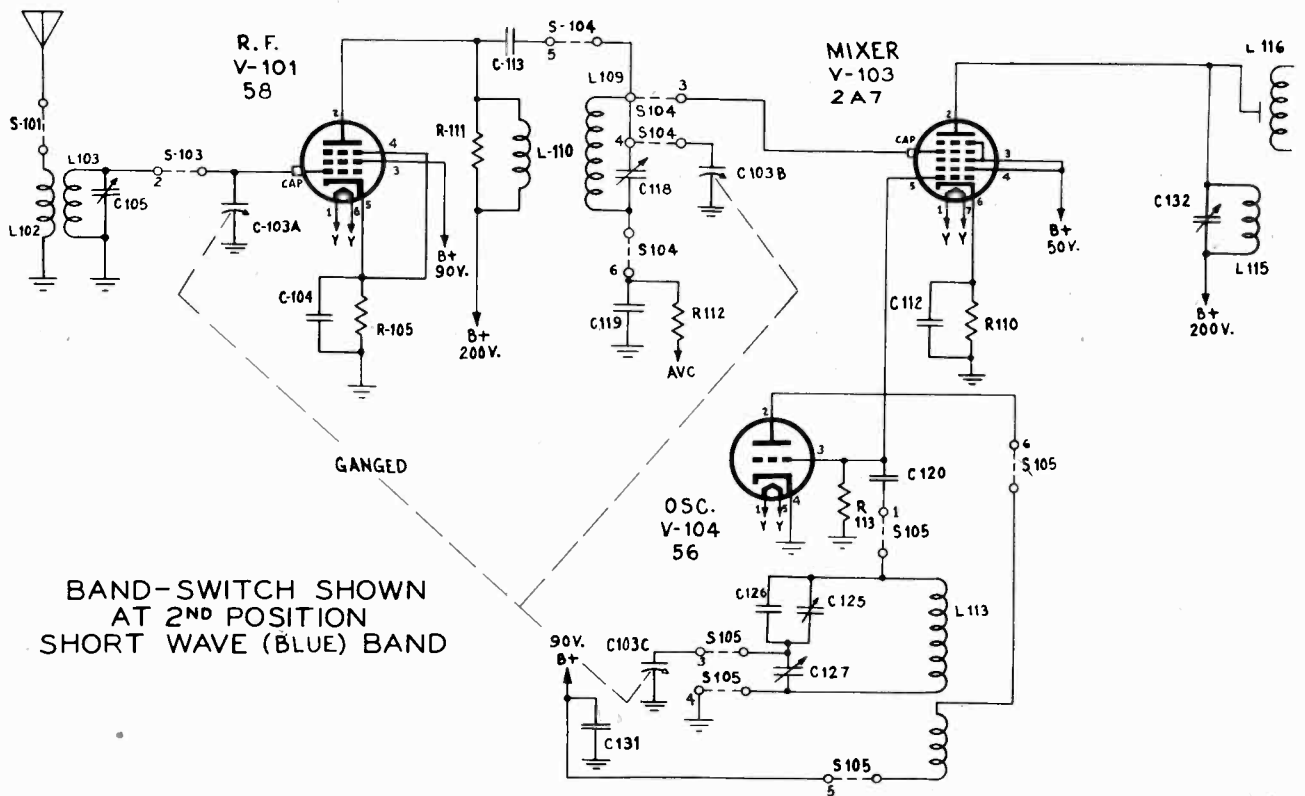 R.F.
V-101
58
MIXER
V-103
2A7
S-101
L102
L103
C105
S-103
2
C-103A
CAP
2
4
3
5
1
6
Y
Y
B+
90V.
C-104
R-105
C-113
S-104
5
R-111
L-110
B+
200V.
L109
S104
3
S104
4
C118
C103B
S104
6
C119
R112
AVC
CAP
2
3
4
5
6
1
7
Y
Y
B+
50V.
C112
R110
L 116
C132
L115
B+
200V.
GANGED
OSC.
V-104
56
2
3
4
1
5
Y
Y
R
113
C120
1
S105
6
S105
C126
C125
L113
C103C
S105
3
S105
4
C127
90V.
B+
C131
S105
5
BAND-SWITCH SHOWN
AT 2ND POSITION
SHORT WAVE (BLUE) BAND